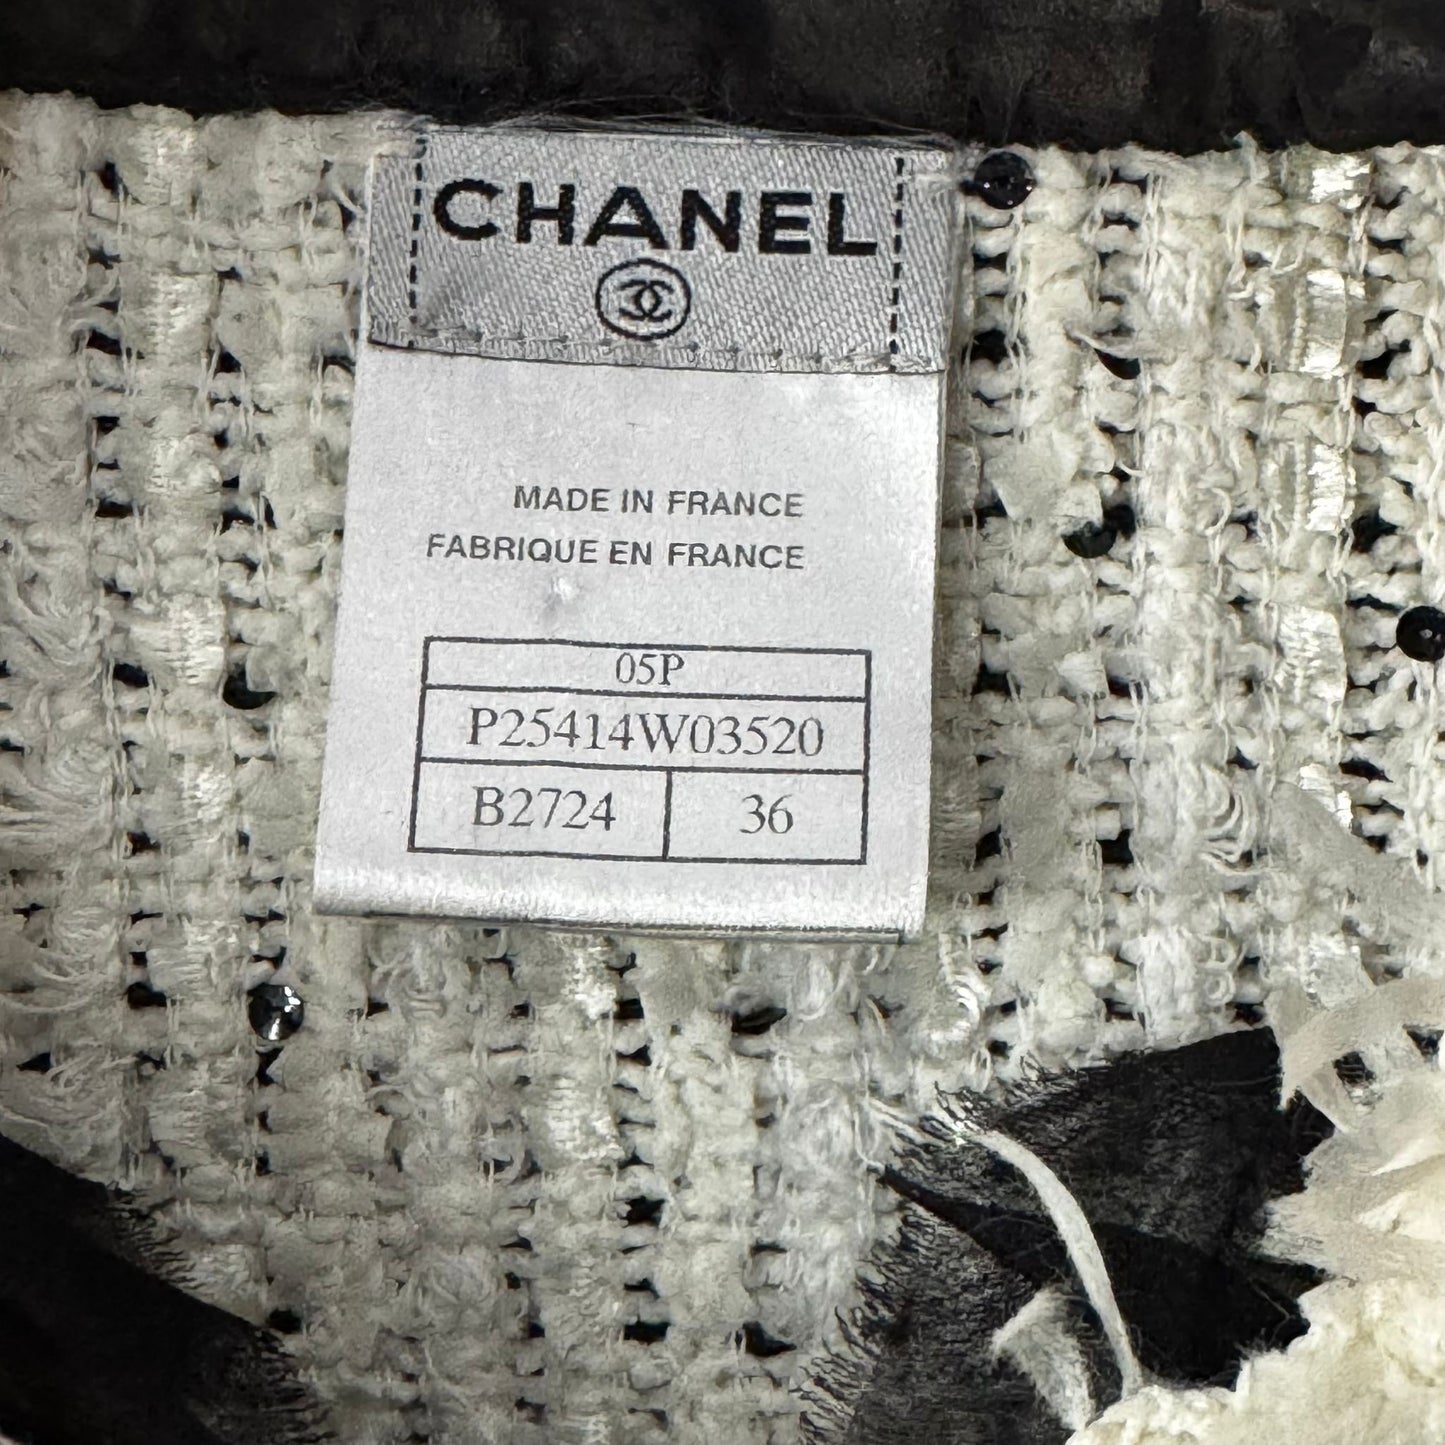 CHANEL
MADE IN FRANCE
FABRIQUE EN FRANCE
05P
P25414W03520
B2724 36